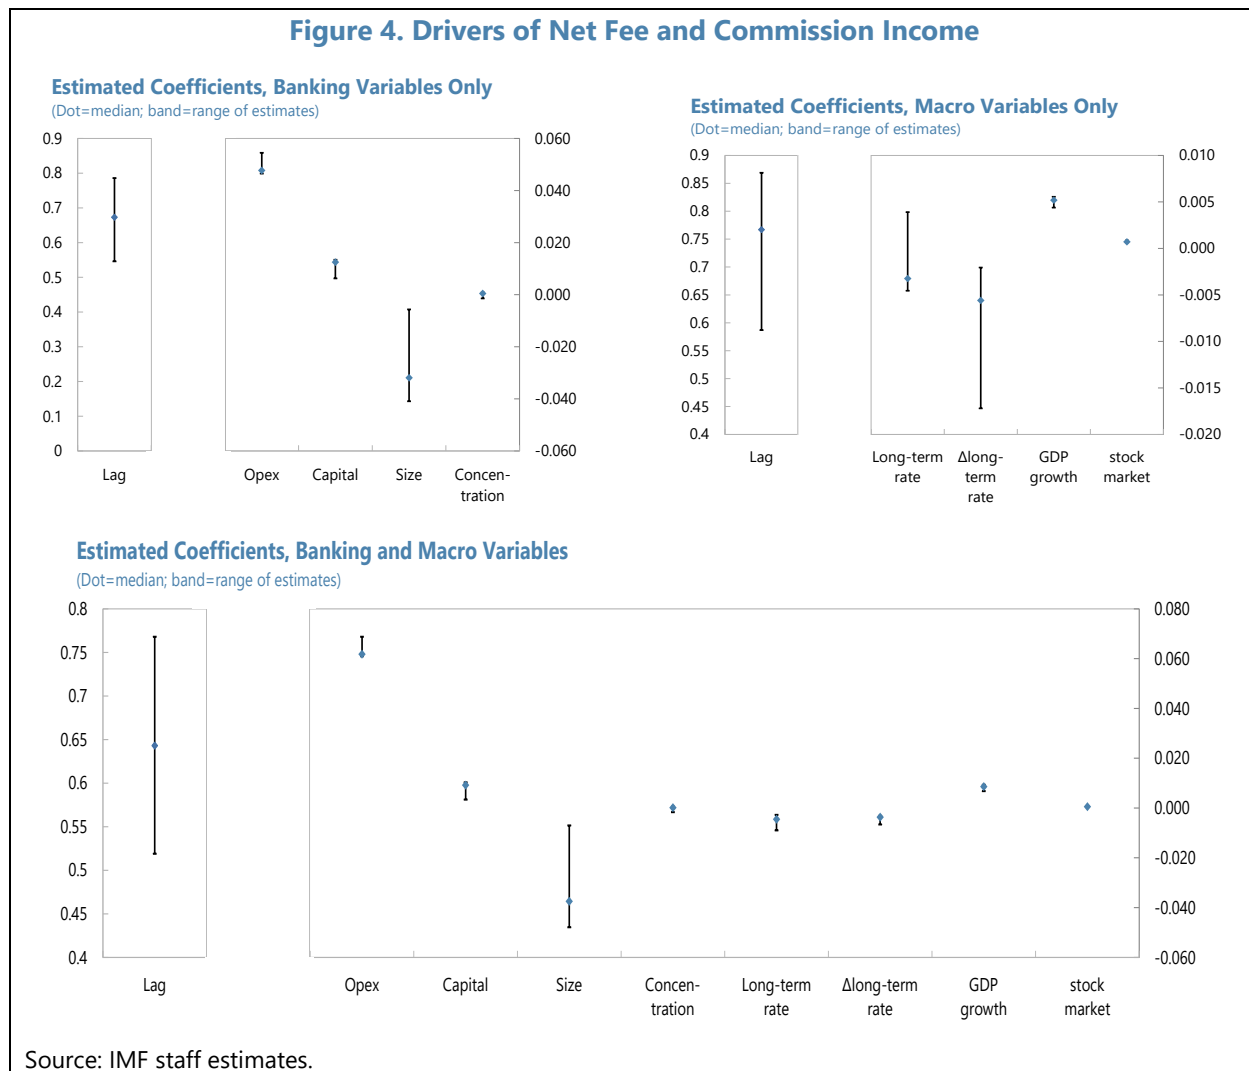 Figure 4. Drivers of Net Fee and Commission Income
Estimated Coefficients, Banking Variables Only
(Dot=median; band=range of estimates)
0.9
0.8
0.7
0.6
0.5
0.4
0.3
0.2
0.1
0
0.060
0.040
0.020
0.000
-0.020
-0.040
-0.060
Lag
Opex
Capital
Size
Concen-
tration
Estimated Coefficients, Macro Variables Only
(Dot=median; band=range of estimates)
0.9
0.85
0.8
0.75
0.7
0.65
0.6
0.55
0.5
0.45
0.4
0.010
0.005
0.000
-0.005
-0.010
-0.015
-0.020
Lag
Long-term
rate
Δlong-
term
rate
GDP
growth
stock
market
Estimated Coefficients, Banking and Macro Variables
(Dot=median; band=range of estimates)
0.8
0.75
0.7
0.65
0.6
0.55
0.5
0.45
0.4
0.080
0.060
0.040
0.020
0.000
-0.020
-0.040
-0.060
Lag
Opex
Capital
Size
Concen-
tration
Long-term
rate
Δlong-term
rate
GDP
growth
stock
market
Source: IMF staff estimates.